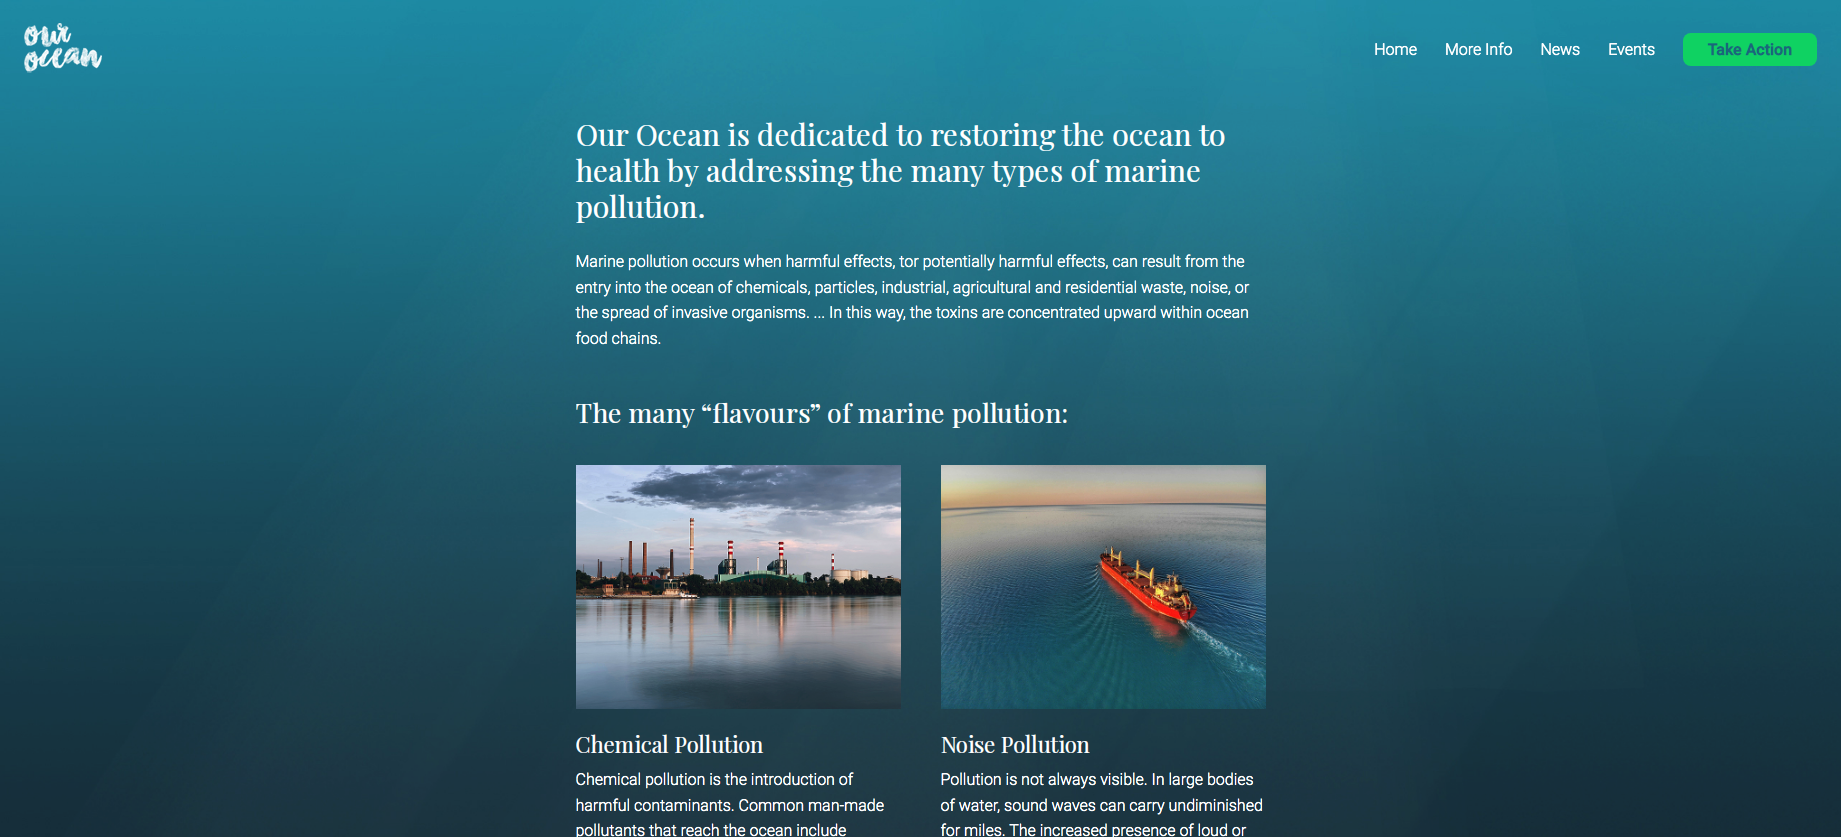 our
ocean
Home More Info News Events Take Action
Our Ocean is dedicated to restoring the ocean to
health by addressing the many types of marine
pollution.
Marine pollution occurs when harmful effects, tor potentially harmful effects, can result from the
entry into the ocean of chemicals, particles, industrial, agricultural and residential waste, noise, or
the spread of invasive organisms. ... In this way, the toxins are concentrated upward within ocean
food chains.
The many “flavours” of marine pollution:
Chemical Pollution
Chemical pollution is the introduction of
harmful contaminants. Common man-made
pollutants that reach the ocean include
Noise Pollution
Pollution is not always visible. In large bodies
of water, sound waves can carry undiminished
for miles. The increased presence of loud or